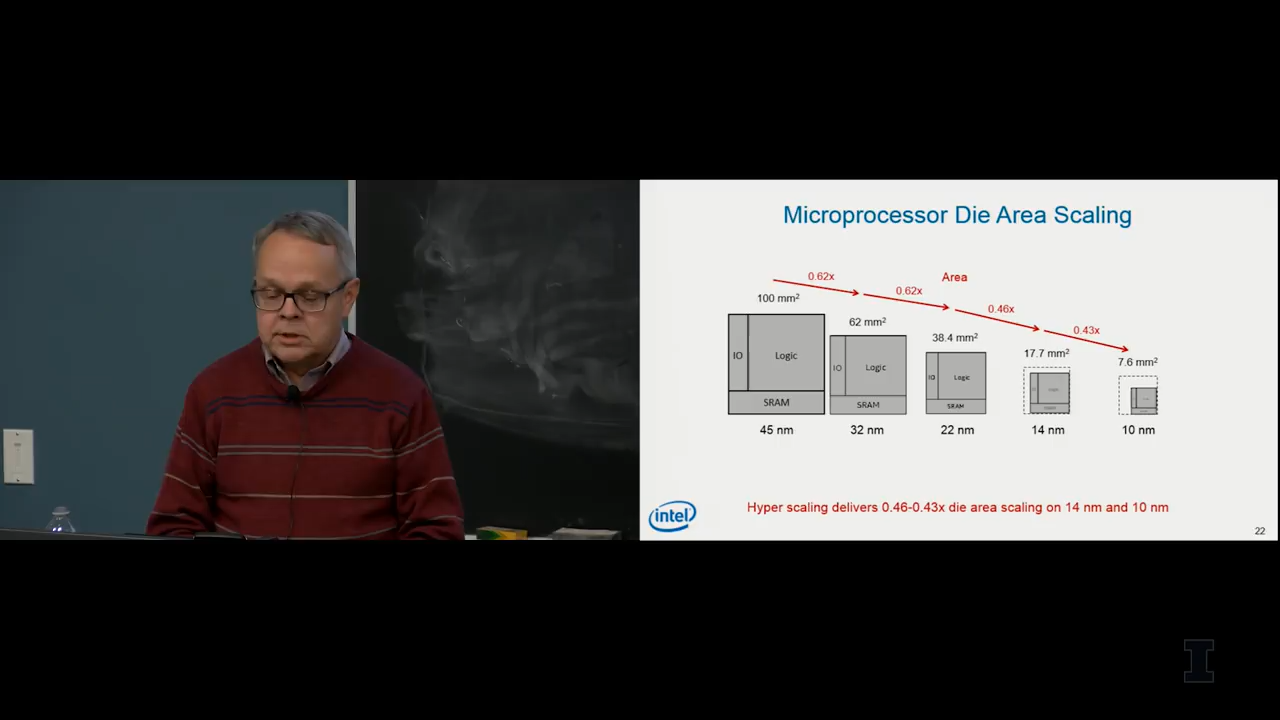 Microprocessor Die Area Scaling
0.62x
0.62x
0.46x
0.43x
Area
100 mm²
62 mm²
38.4 mm²
17.7 mm²
7.6 mm²
IO
Logic
SRAM
IO
Logic
SRAM
IO
Logic
SRAM
45 nm
32 nm
22 nm
14 nm
10 nm
intel
Hyper scaling delivers 0.46-0.43x die area scaling on 14 nm and 10 nm
22
I